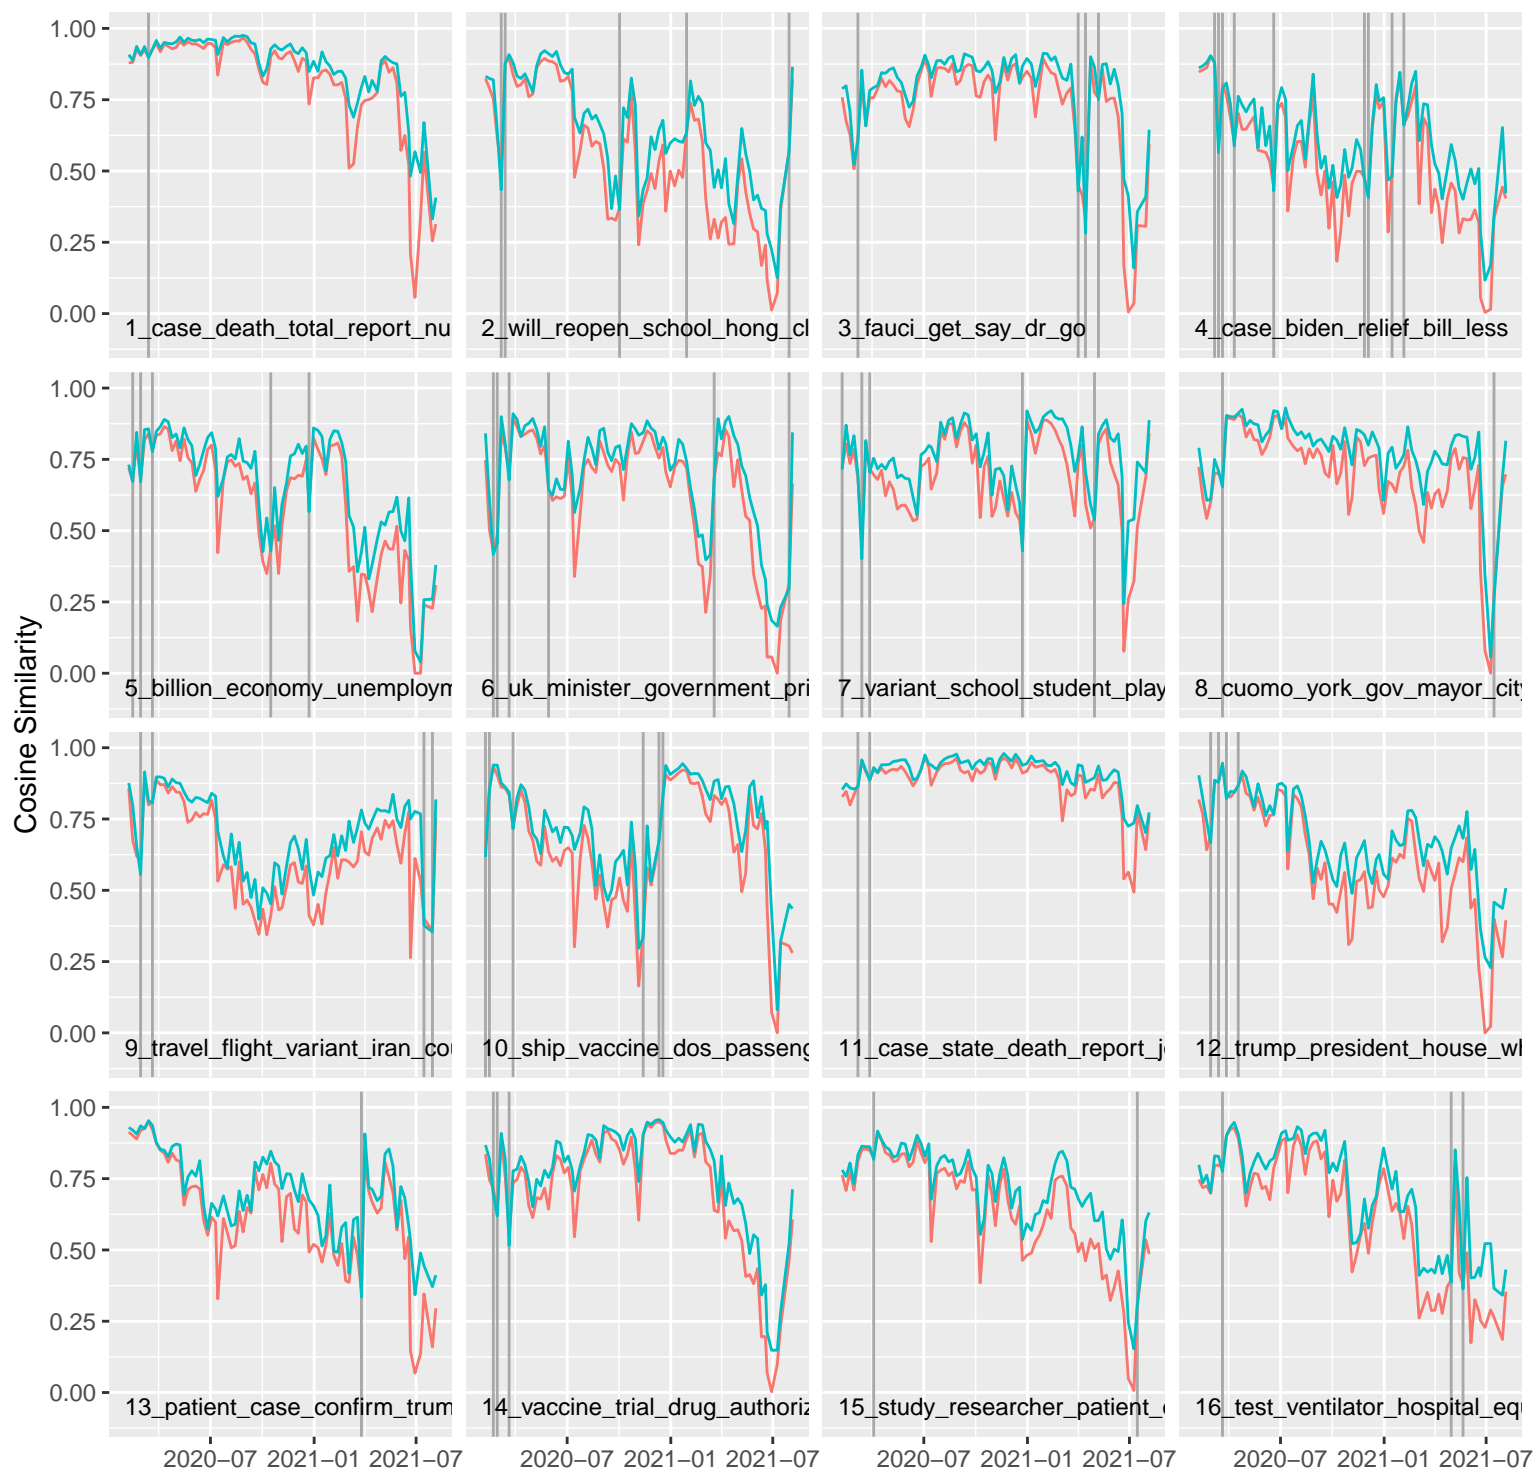 Cosine Similarity
1.00
0.75
0.50
0.25
0.00
1_case_death_total_report_nu
2_will_reopen_school_hong_cl
3_fauci_get_say_dr_go
4_case_biden_relief_bill_less
1.00
0.75
0.50
0.25
0.00
5_billion_economy_unemploym
6_uk_minister_government_pri
7_variant_school_student_play
8_cuomo_york_gov_mayor_city
1.00
0.75
0.50
0.25
0.00
9_travel_flight_variant_iran_cou
10_ship_vaccine_dos_passeng
11_case_state_death_report_j
12_trump_president_house_wh
1.00
0.75
0.50
0.25
0.00
13_patient_case_confirm_trum
14_vaccine_trial_drug_authoriz
15_study_researcher_patient_
16_test_ventilator_hospital_equ
2020−07 2021−01 2021−07
2020−07 2021−01 2021−07
2020−07 2021−01 2021−07
2020−07 2021−01 2021−07